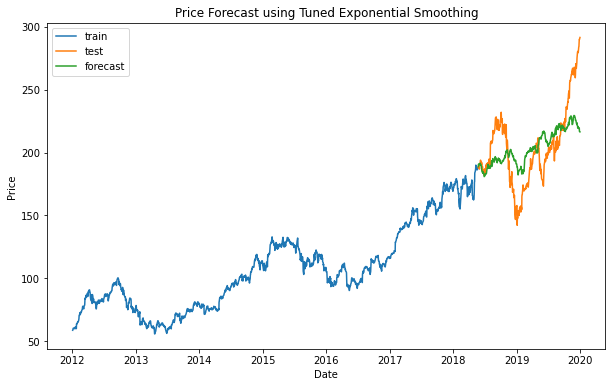 Price Forecast using Tuned Exponential Smoothing
train
test
forecast
300
250
200
150
100
50
Price
2012 2013 2014 2015 2016 2017 2018 2019 2020
Date